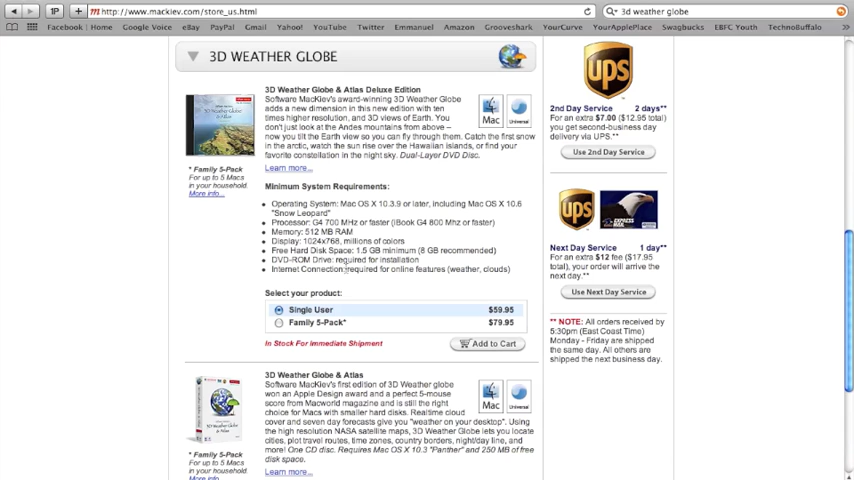 http://www.mackiev.com/store_us.html
3d weather globe
Facebook | Home Google Voice eBay PayPal Gmail Yahoo! YouTube Twitter Emmanuel Amazon Grooveshark YourCurve YourApplePlace Swagbucks EBFC Youth TechnoBuffalo
3D WEATHER GLOBE
3D Weather Globe & Atlas Deluxe Edition
Software MacKiev's award-winning 3D Weather Globe
adds a new dimension in this new edition with ten
times higher resolution, and 3D views of Earth. You
don't just look at the Andes mountains from above –
now you tilt the Earth view so you can fly through them. Catch the first snow
in the arctic, watch the sun rise over the Hawaiian islands, or find your
favorite constellation in the night sky. Dual-Layer DVD Disc.
Learn more...
Mac
Universal
* Family 5-Pack
For up to 5 Macs
in your household.
More info...
Minimum System Requirements:
Operating System: Mac OS X 10.3.9 or later, including Mac OS X 10.6
"Snow Leopard"
Processor: G4 700 MHz or faster (iBook G4 800 Mhz or faster)
Memory: 512 MB RAM
Display: 1024x768, millions of colors
Free Hard Disk Space: 1.5 GB minimum (8 GB recommended)
DVD-ROM Drive: required for installation
Internet Connection: required for online features (weather, clouds)
Select your product:
Single User $59.95
Family 5-Pack* $79.95
In Stock For Immediate Shipment
Add to Cart
3D Weather Globe & Atlas
Software MacKiev's first edition of 3D Weather globe
won an Apple Design award and a perfect 5-mouse
score from Macworld magazine and is still the right
choice for Macs with smaller hard disks. Realtime cloud
cover and seven day forecasts give you "weather on your desktop". Using
the high resolution NASA satellite maps, 3D Weather Globe lets you locate
cities, plot travel routes, time zones, country borders, night/day line, and
more! One CD disc. Requires Mac OS X 10.3 "Panther" and 250 MB of free
disk space.
Learn more...
Mac
Universal
* Family 5-Pack
For up to 5 Macs
in your household.
More info...
ups
2nd Day Service 2 days**
For an extra $7.00 ($12.95 total)
you get second-business day
delivery via UPS.**
Use 2nd Day Service
ups
EXPRESS
MAIL
Next Day Service 1 day**
For an extra $12 fee ($17.95
total), your order will arrive the
next day.**
Use Next Day Service
** NOTE: All orders received by
5:30pm (East Coast Time)
Monday - Friday are shipped
the same day. All others are
shipped the next business day.